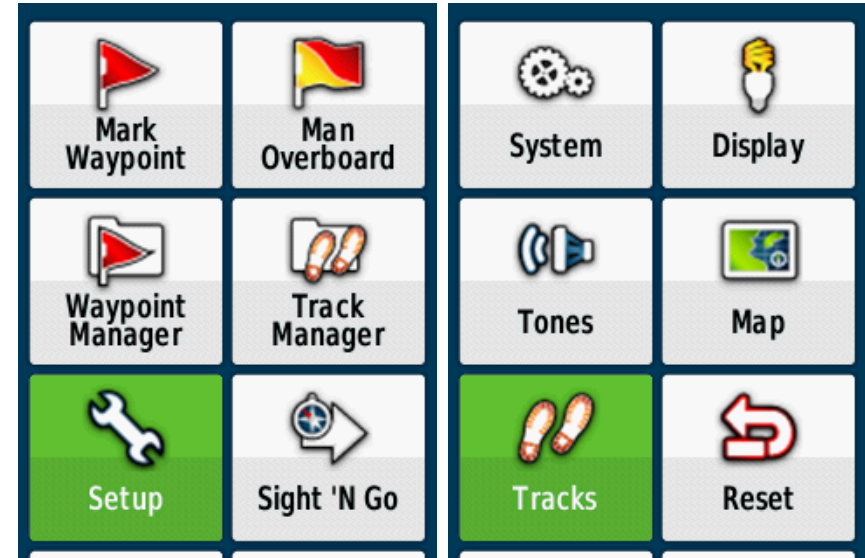 Mark
Waypoint
Man
Overboard
Waypoint
Manager
Track
Manager
Setup
Sight 'N Go
System
Display
Tones
Map
Tracks
Reset